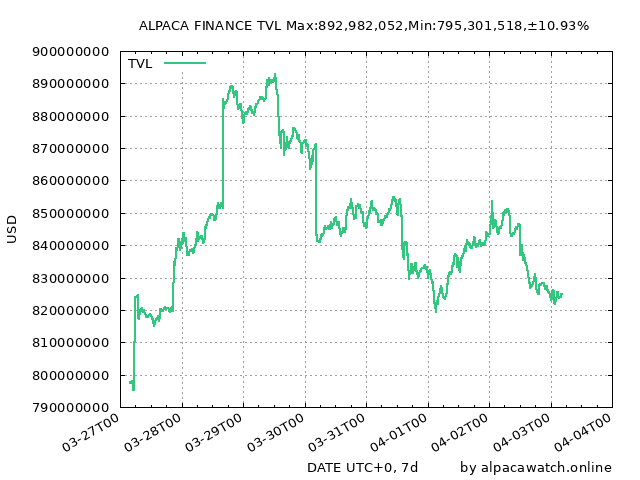 ALPACA FINANCE TVL Max:892,982,052,Min:795,301,518,±10.93%
TVL
900000000
890000000
880000000
870000000
860000000
850000000
840000000
830000000
820000000
810000000
800000000
790000000
USD
03-27T00
03-28T00
03-29T00
03-30T00
03-31T00
04-01T00
04-02T00
04-03T00
04-04T00
DATE UTC+0, 7d
by alpacawatch.online